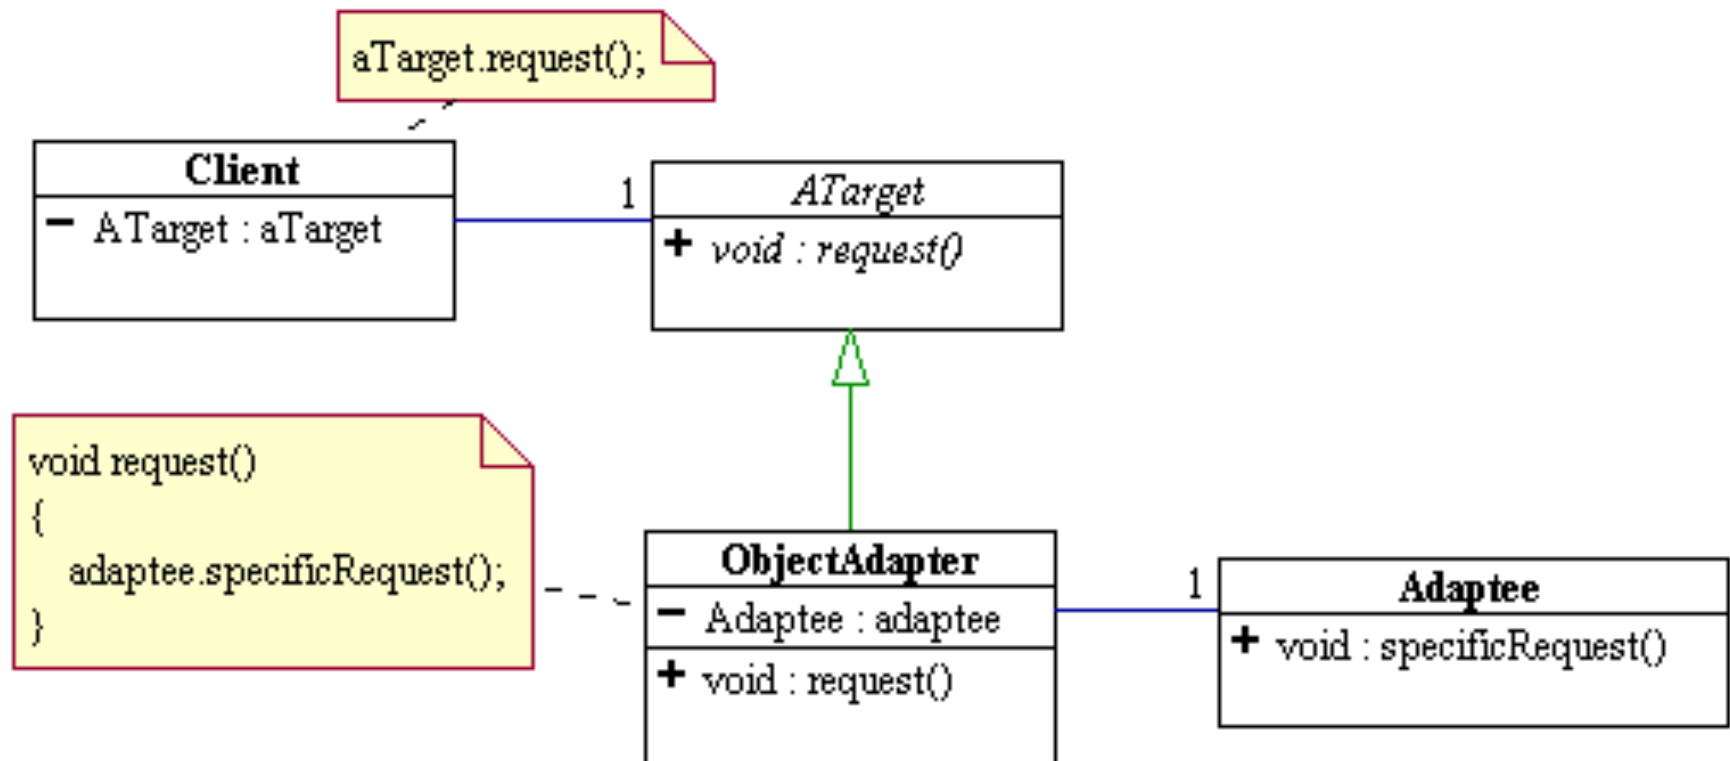 aTarget.request();
Client
− ATarget : aTarget
1
ATarget
+ void : request()
void request()
{
adaptee.specificRequest();
}
ObjectAdapter
− Adaptee : adaptee
+ void : request()
1
Adaptee
+ void : specificRequest()